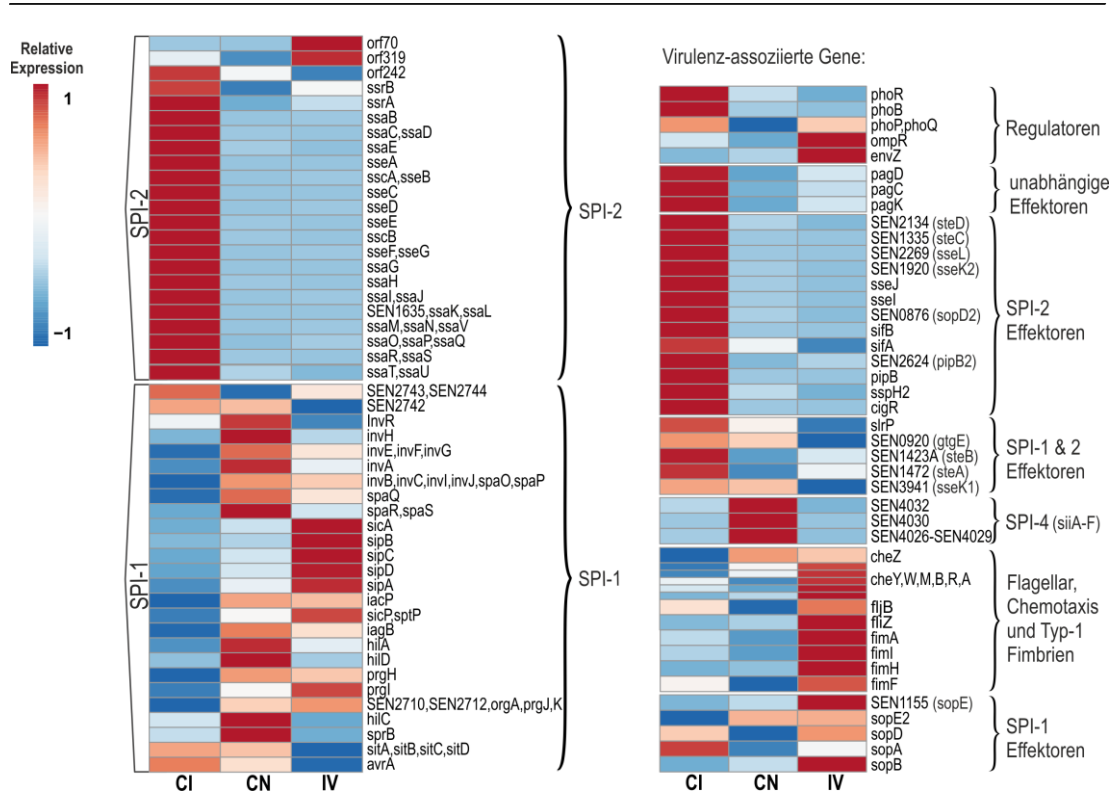 Relative
Expression
1
−1
SPI-2
orf70
orf319
orf242
ssrB
ssrA
ssaB
ssaC,ssaD
ssaE
sseA
sscA,sseB
sseC
sseD
sseE
sscB
sseF,sseG
ssaG
ssaH
ssaI,ssaJ
SEN1635,ssaK,ssaL
ssaM,ssaN,ssaV
ssaO,ssaP,ssaQ
ssaR,ssaS
ssaT,ssaU
SPI-2
SPI-1
SEN2743,SEN2744
SEN2742
InvR
invH
invE,invF,invG
invA
invB,invC,invI,invJ,spaO,spaP
spaQ
spaR,spaS
sicA
sipB
sipC
sipD
sipA
iacP
sicP,sptP
iagB
hilA
hilD
prgH
prgI
SEN2710,SEN2712,orgA,prgJ,K
hilC
sprB
sitA,sitB,sitC,sitD
avrA
SPI-1
CI CN IV
Virulenz-assoziierte Gene:
phoR
phoB
phoP,phoQ
ompR
envZ
Regulatoren
pagD
pagC
pagK
unabhängige
Effektoren
SEN2134 (steD)
SEN1335 (steC)
SEN2269 (sseL)
SEN1920 (sseK2)
sseJ
sseI
SEN0876 (sopD2)
sifB
sifA
SEN2624 (pipB2)
pipB
sspH2
cigR
SPI-2
Effektoren
slrP
SEN0920 (gtgE)
SEN1423A (steB)
SEN1472 (steA)
SEN3941 (sseK1)
SPI-1 & 2
Effektoren
SEN4032
SEN4030
SEN4026-SEN4029
SPI-4 (siiA-F)
cheZ
cheY,W,M,B,R,A
fljB
fliZ
fimA
fimI
fimH
fimF
Flagellar,
Chemotaxis
und Typ-1
Fimbrien
SEN1155 (sopE)
sopE2
sopD
sopA
sopB
SPI-1
Effektoren
CI CN IV